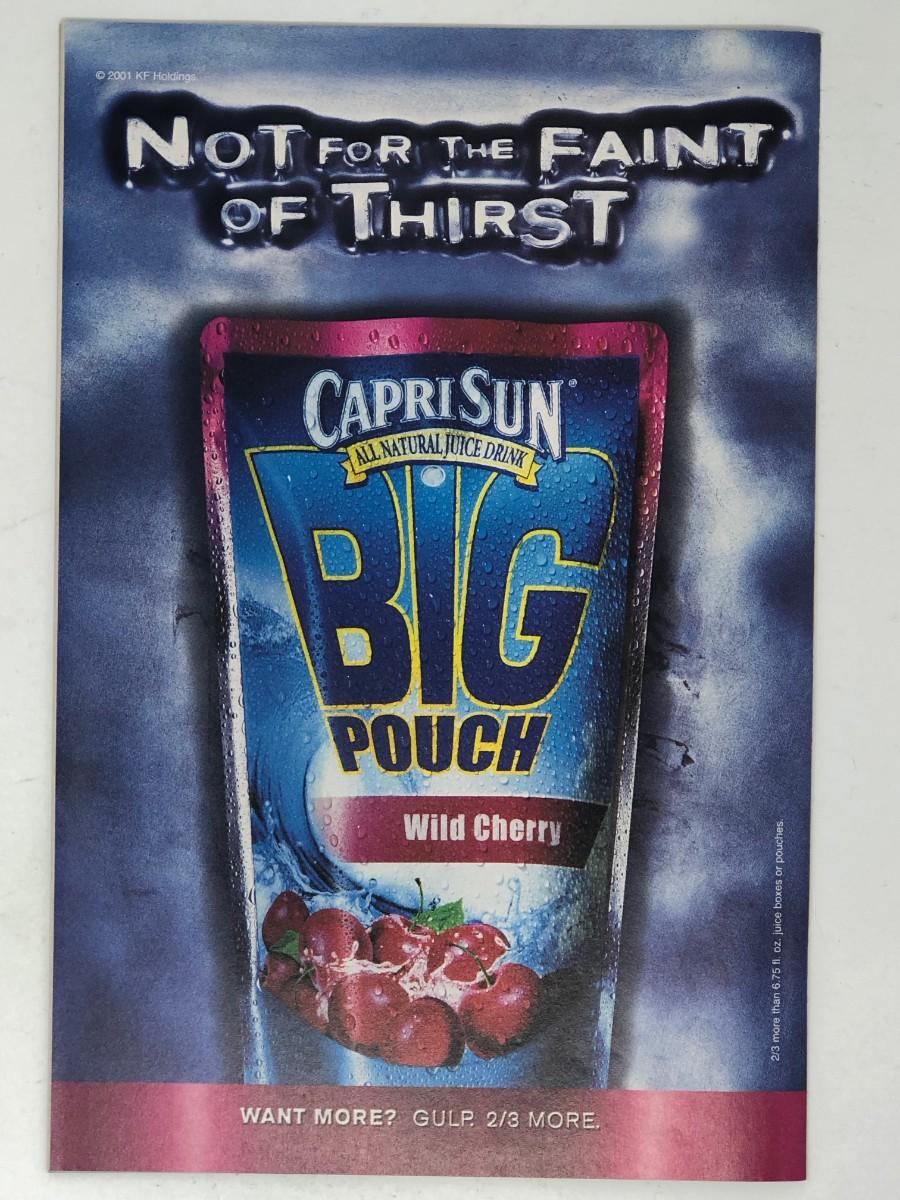 © 2001 KF Holdings
NOT FOR THE FAINT
OF THIRST
CAPRI SUN®
ALL NATURAL JUICE DRINK
BIG
POUCH
Wild Cherry
2/3 more than 6.75 fl. oz. juice boxes or pouches.
WANT MORE? GULP. 2/3 MORE.